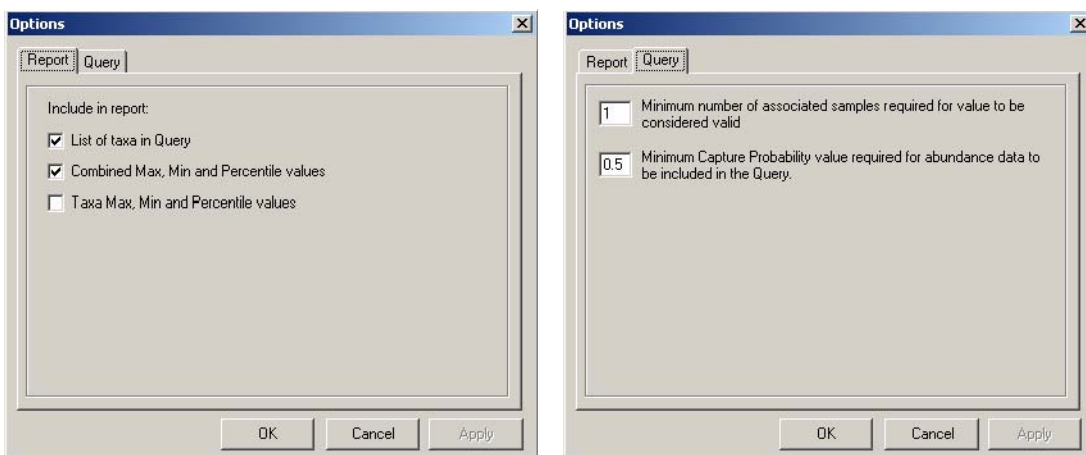 Options
Report Query
Include in report:
List of taxa in Query
Combined Max, Min and Percentile values
Taxa Max, Min and Percentile values
OK Cancel Apply
Options
Report Query
1 Minimum number of associated samples required for value to be
considered valid
0.5 Minimum Capture Probability value required for abundance data to
be included in the Query.
OK Cancel Apply